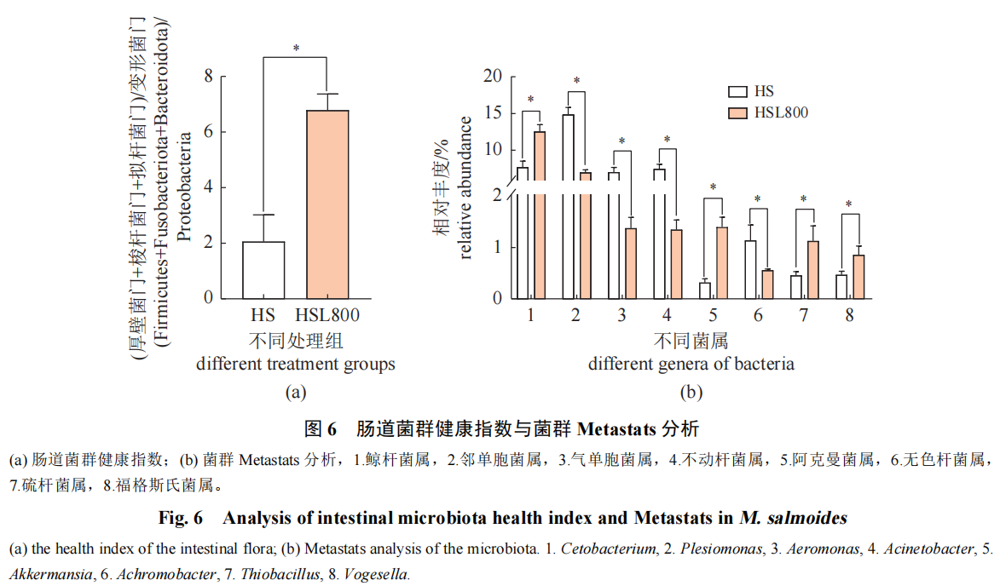 (厚壁菌门+梭杆菌门+拟杆菌门)/变形菌门
(Firmicutes+Fusobacteriota+Bacteroidota)/
Proteobacteria
8
6
4
2
0
*
HS
HSL800
不同处理组
different treatment groups
(a)
相对丰度/%
relative abundance
20
15
10
2
1
0
* * * * * * * *
HS
HSL800
1 2 3 4 5 6 7 8
不同菌属
different genera of bacteria
(b)
图 6 肠道菌群健康指数与菌群 Metastats 分析
(a) 肠道菌群健康指数；(b) 菌群 Metastats 分析，1.鲸杆菌属，2.邻单胞菌属，3.气单胞菌属，4.不动杆菌属，5.阿克曼菌属，6.无色杆菌属，
7.硫杆菌属，8.福格斯氏菌属。
Fig. 6 Analysis of intestinal microbiota health index and Metastats in M. salmoides
(a) the health index of the intestinal flora; (b) Metastats analysis of the microbiota. 1. Cetobacterium, 2. Plesiomonas, 3. Aeromonas, 4. Acinetobacter, 5.
Akkermansia, 6. Achromobacter, 7. Thiobacillus, 8. Vogesella.